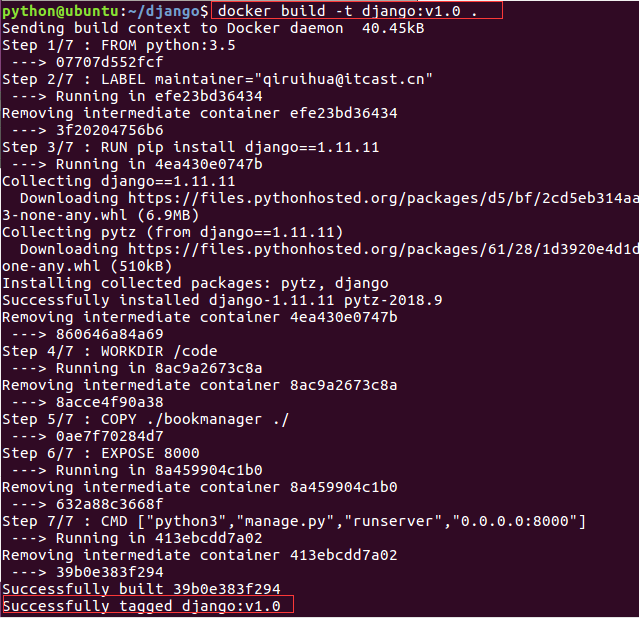 python@ubuntu:~/django$ docker build -t django:v1.0 .
Sending build context to Docker daemon  40.45kB
Step 1/7 : FROM python:3.5
 ---> 07707d552fcf
Step 2/7 : LABEL maintainer="qiruihua@itcast.cn"
 ---> Running in efe23bd36434
Removing intermediate container efe23bd36434
 ---> 3f20204756b6
Step 3/7 : RUN pip install django==1.11.11
 ---> Running in 4ea430e0747b
Collecting django==1.11.11
  Downloading https://files.pythonhosted.org/packages/d5/bf/2cd5eb314aa
3-none-any.whl (6.9MB)
Collecting pytz (from django==1.11.11)
  Downloading https://files.pythonhosted.org/packages/61/28/1d3920e4d1d
one-any.whl (510kB)
Installing collected packages: pytz, django
Successfully installed django-1.11.11 pytz-2018.9
Removing intermediate container 4ea430e0747b
 ---> 860646a84a69
Step 4/7 : WORKDIR /code
 ---> Running in 8ac9a2673c8a
Removing intermediate container 8ac9a2673c8a
 ---> 8acce4f90a38
Step 5/7 : COPY ./bookmanager ./
 ---> 0ae7f70284d7
Step 6/7 : EXPOSE 8000
 ---> Running in 8a459904c1b0
Removing intermediate container 8a459904c1b0
 ---> 632a88c3668f
Step 7/7 : CMD ["python3","manage.py","runserver","0.0.0.0:8000"]
 ---> Running in 413ebcdd7a02
Removing intermediate container 413ebcdd7a02
 ---> 39b0e383f294
Successfully built 39b0e383f294
Successfully tagged django:v1.0